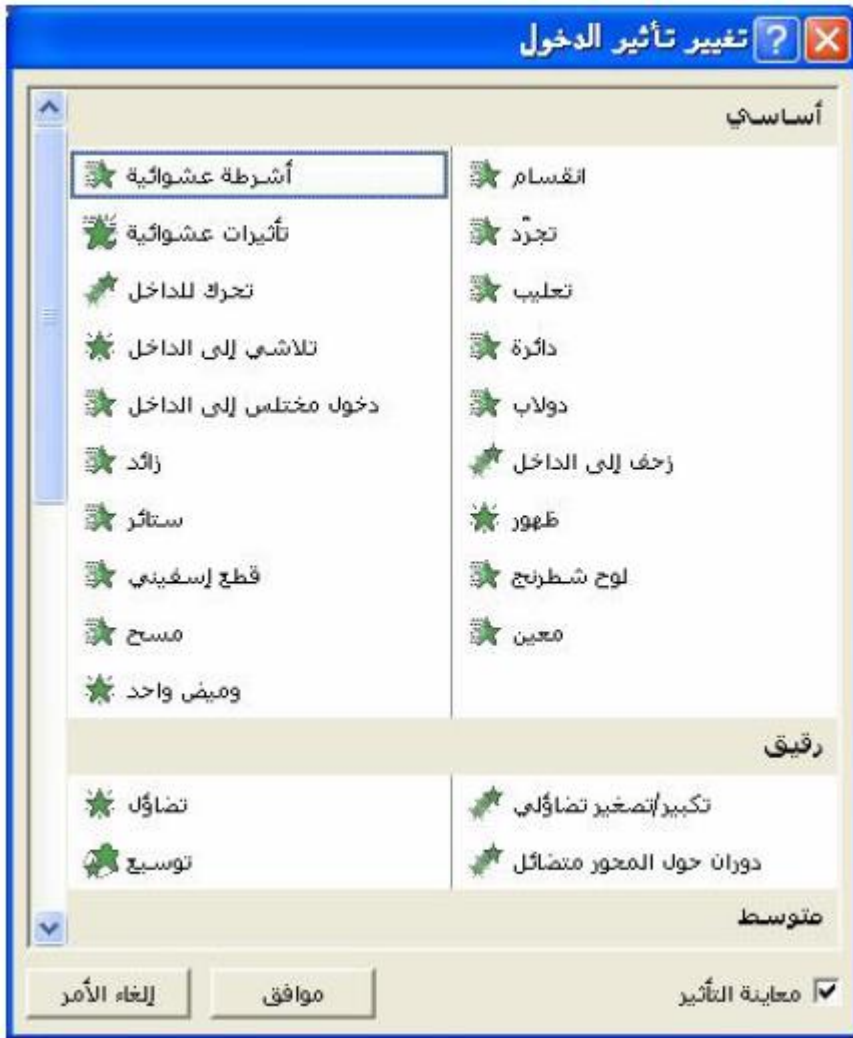 تغيير تأثير الدخول
أساسي
انقسام
أشرطة عشوائية
تجرّد
تأثيرات عشوائية
تعليب
تحرك للداخل
دائرة
تلاشي إلى الداخل
دولاب
دخول مختلس إلى الداخل
زحف إلى الداخل
زائد
ظهور
ستائر
لوح شطرنج
قطع إسفيني
معين
مسح
وميض واحد
رقيق
تكبير/تصغير تضاؤلي
تضاؤل
دوران حول المحور متضائل
توسيع
متوسط
معاينة التأثير
موافق
إلغاء الأمر